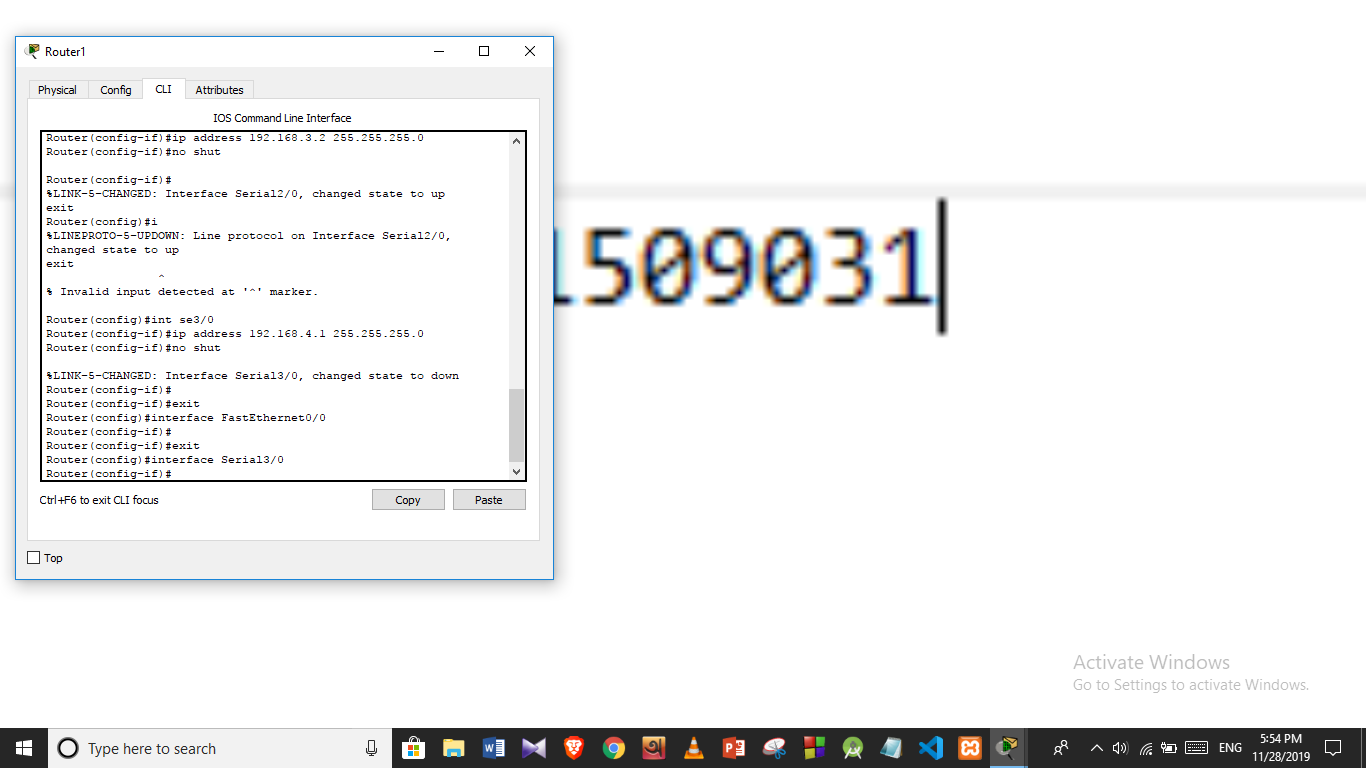 Router1
Physical
Config
CLI
Attributes
IOS Command Line Interface
Router(config-if)#ip address 192.168.3.2 255.255.255.0
Router(config-if)#no shut
Router(config-if)#
%LINK-5-CHANGED: Interface Serial2/0, changed state to up
exit
Router(config)#i
%LINEPROTO-5-UPDOWN: Line protocol on Interface Serial2/0,
changed state to up
exit
^
% Invalid input detected at '^' marker.
Router(config)#int se3/0
Router(config-if)#ip address 192.168.4.1 255.255.255.0
Router(config-if)#no shut
%LINK-5-CHANGED: Interface Serial3/0, changed state to down
Router(config-if)#
Router(config-if)#exit
Router(config)#interface FastEthernet0/0
Router(config-if)#
Router(config-if)#exit
Router(config)#interface Serial3/0
Router(config-if)#
Ctrl+F6 to exit CLI focus
Copy
Paste
Top
1509031
Activate Windows
Go to Settings to activate Windows.
Type here to search
ENG
5:54 PM
11/28/2019